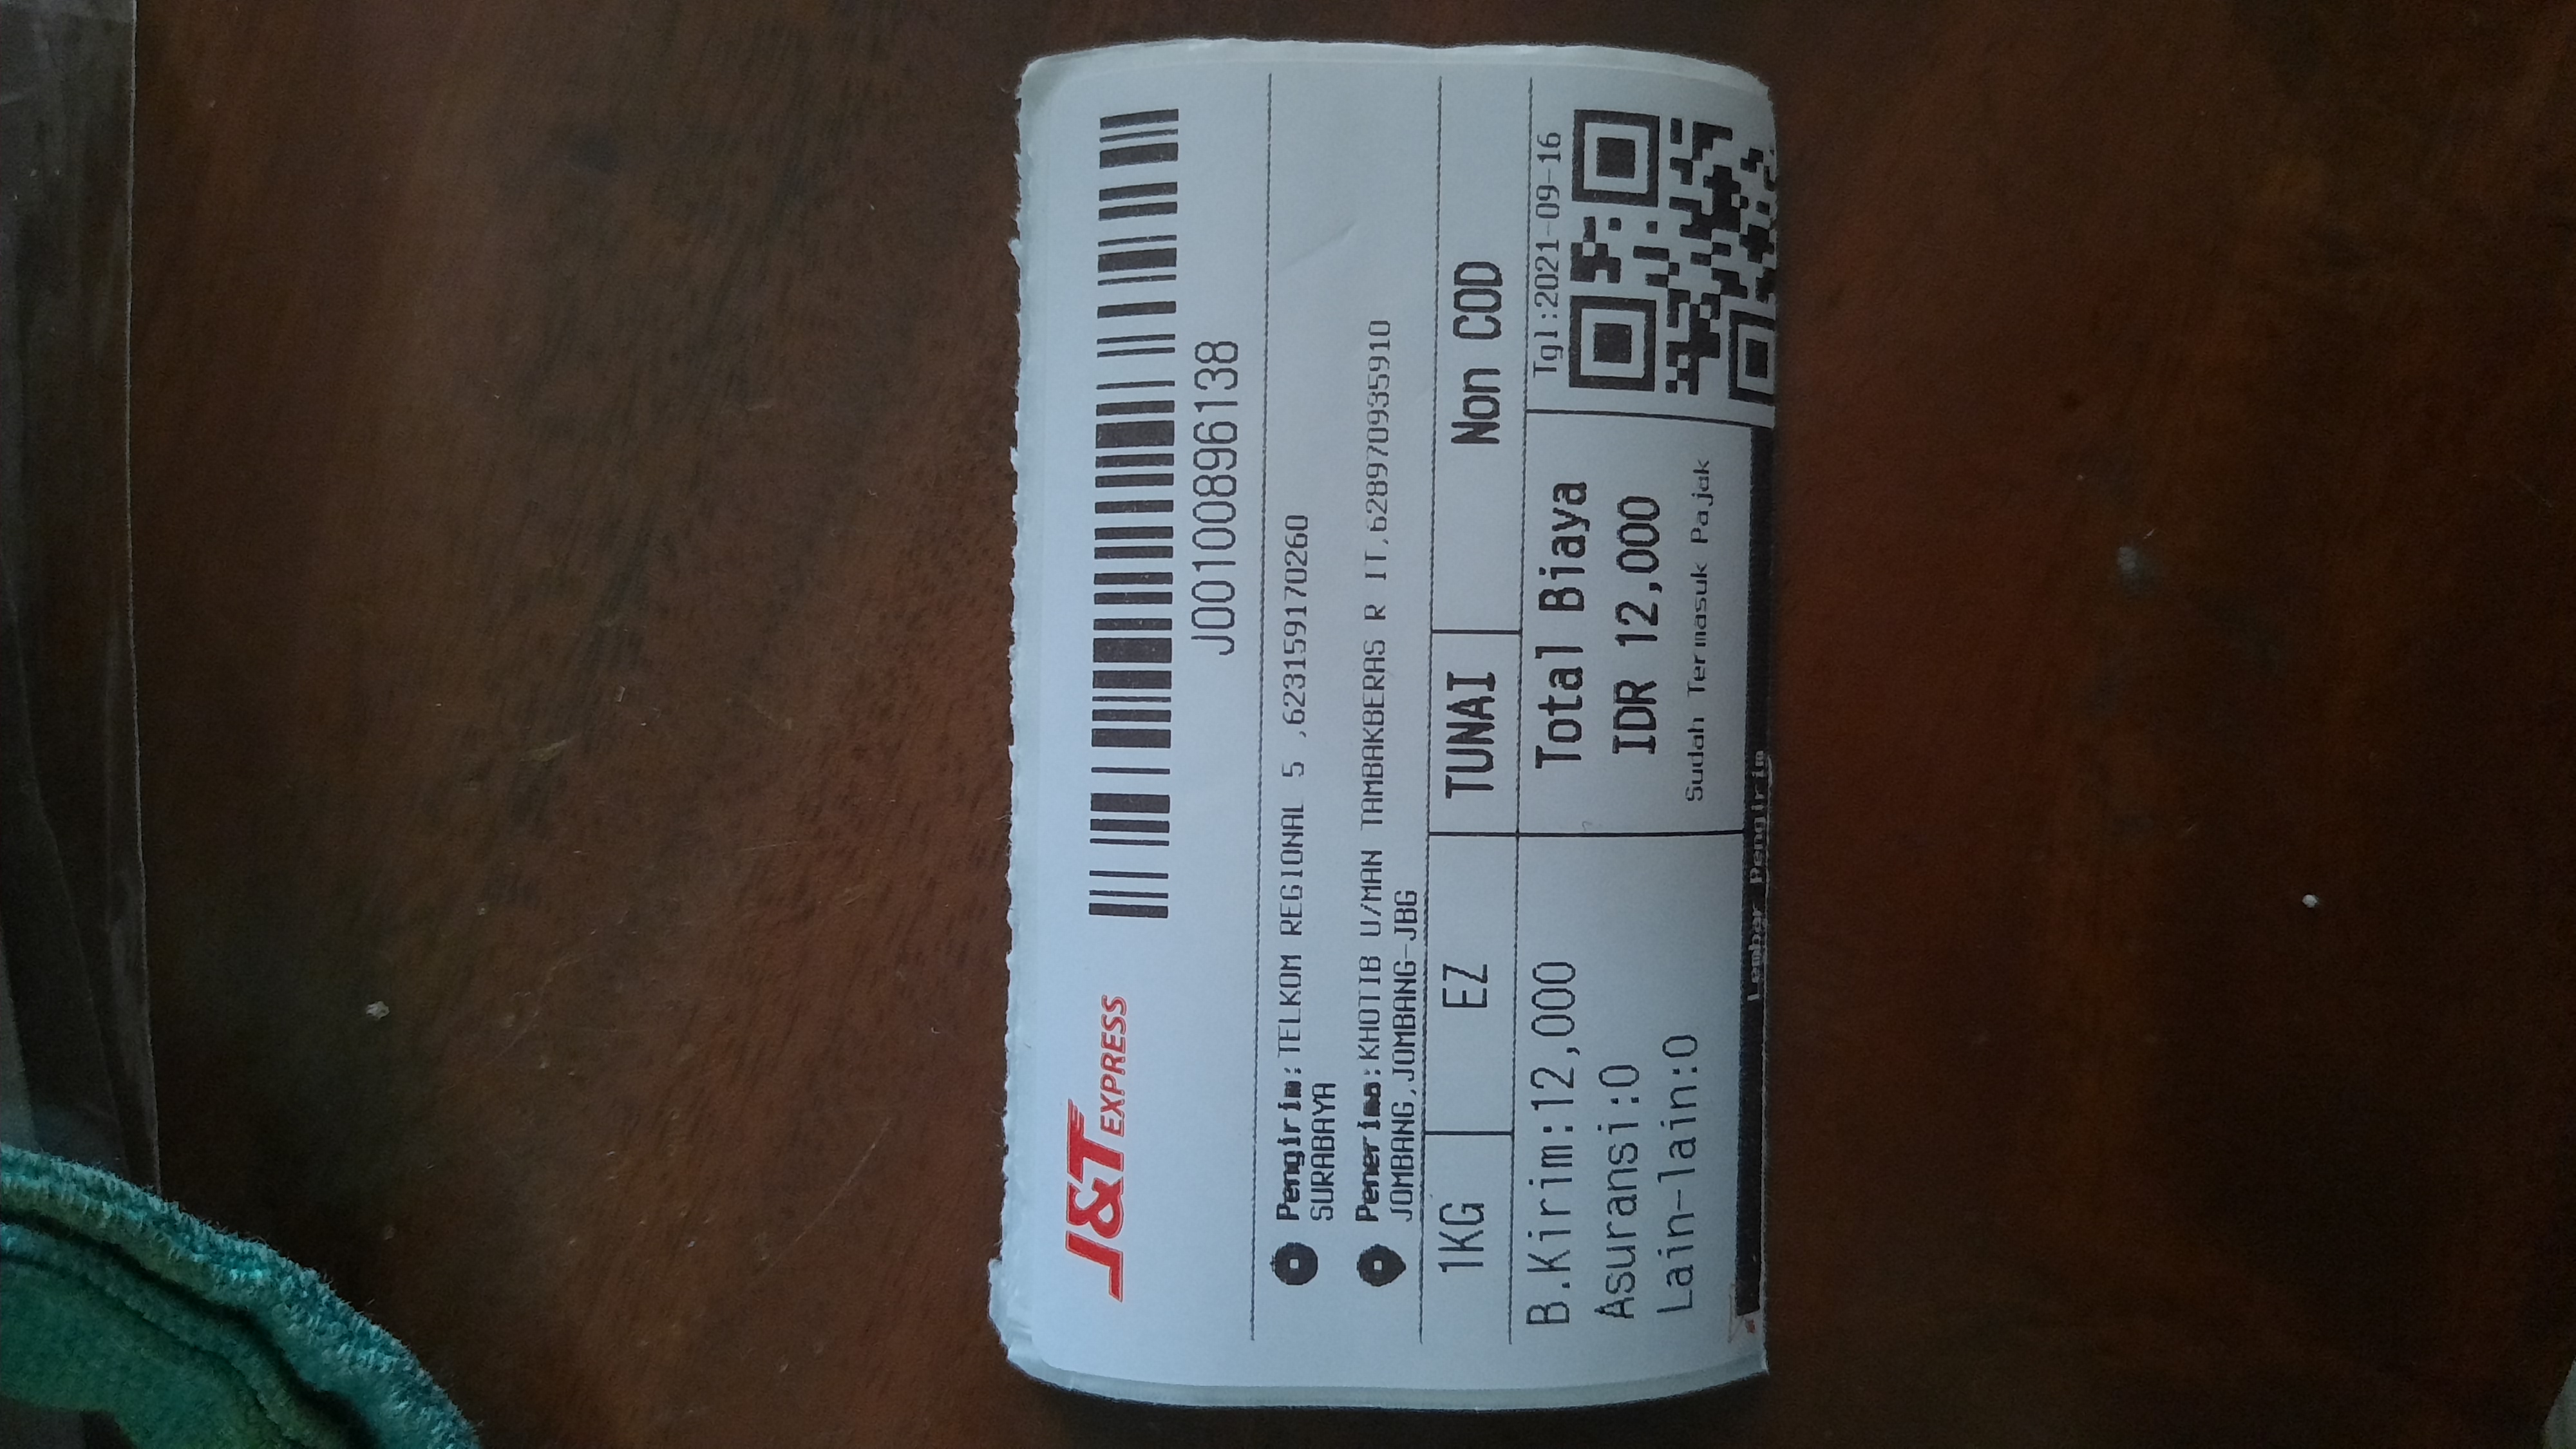 J&T EXPRESS
J00100896138
Pengirim:TELKOM REGIONAL 5 ,623159170260
SURABAYA
Penerima:KHOTIB U/MAN TAMBAKBERAS R IT,628970935910
JOMBANG,JOMBANG-JBG
1KG EZ TUNAI Non COD
B.Kirim:12,000
Asuransi:0
Lain-lain:0
Total Biaya
IDR 12,000
Sudah Termasuk Pajak
Tgl:2021-09-16
Lembar Pengirim